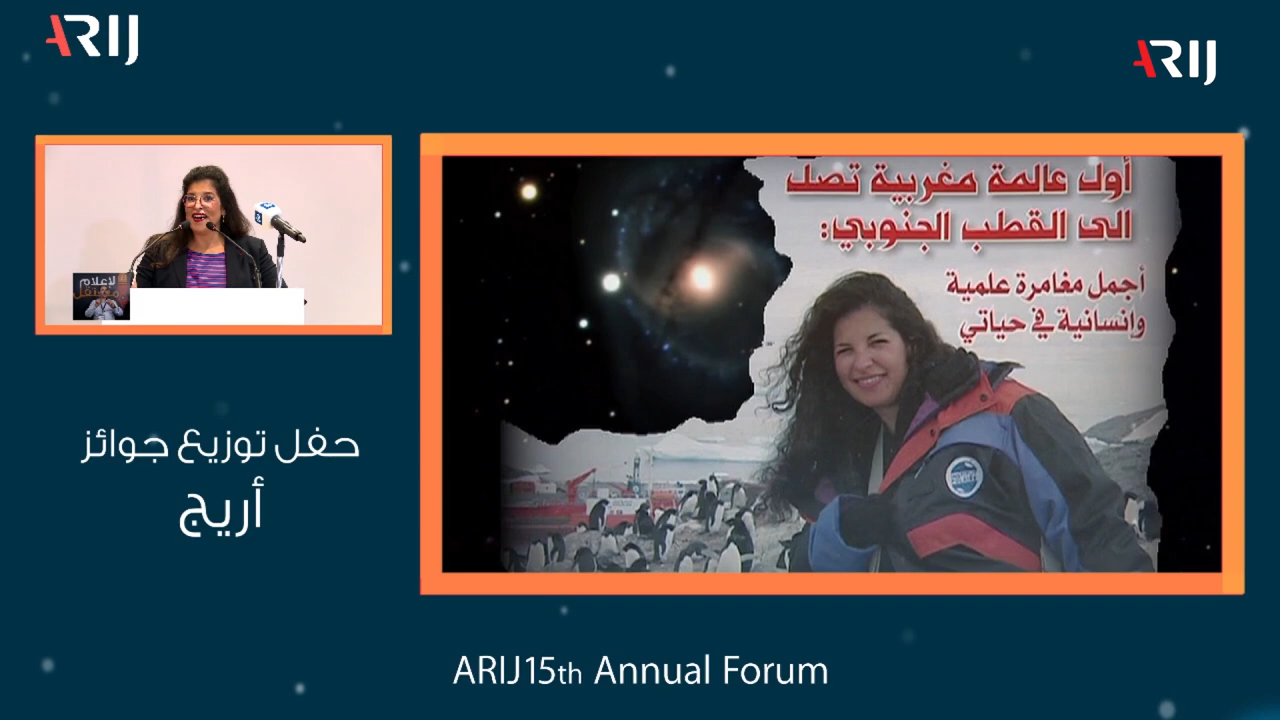 ARIJ
ARIJ
أول عالمة مغربية تصل
الى القطب الجنوبي:
أجمل مغامرة علمية
وانسانية في حياتي
لإعلام
حفل توزيع جوائز
أريج
ARIJ15th Annual Forum